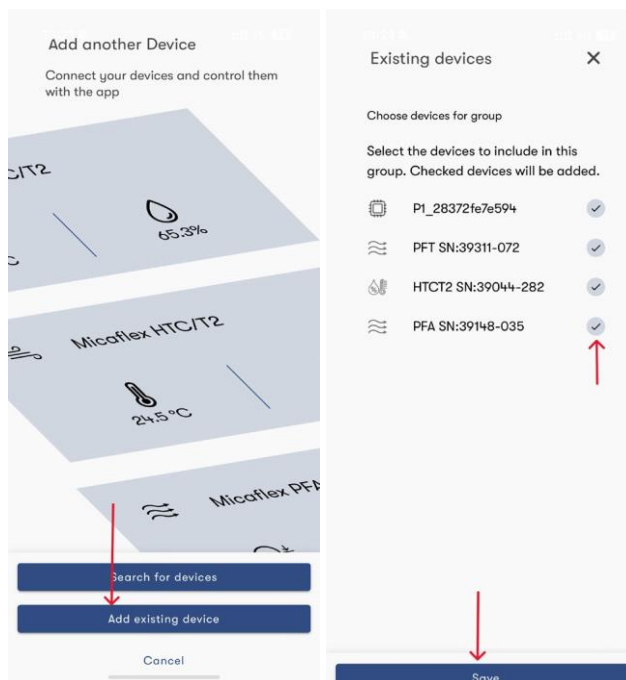 Add another Device
Connect your devices and control them
with the app
C/T2
65.3%
Micaflex HTC/T2
24.5 °C
Micaflex PFA
Search for devices
Add existing device
Cancel
Existing devices
Choose devices for group
Select the devices to include in this
group. Checked devices will be added.
P1_28372fe7e594
PFT SN:39311-072
HTCT2 SN:39044-282
PFA SN:39148-035
Save